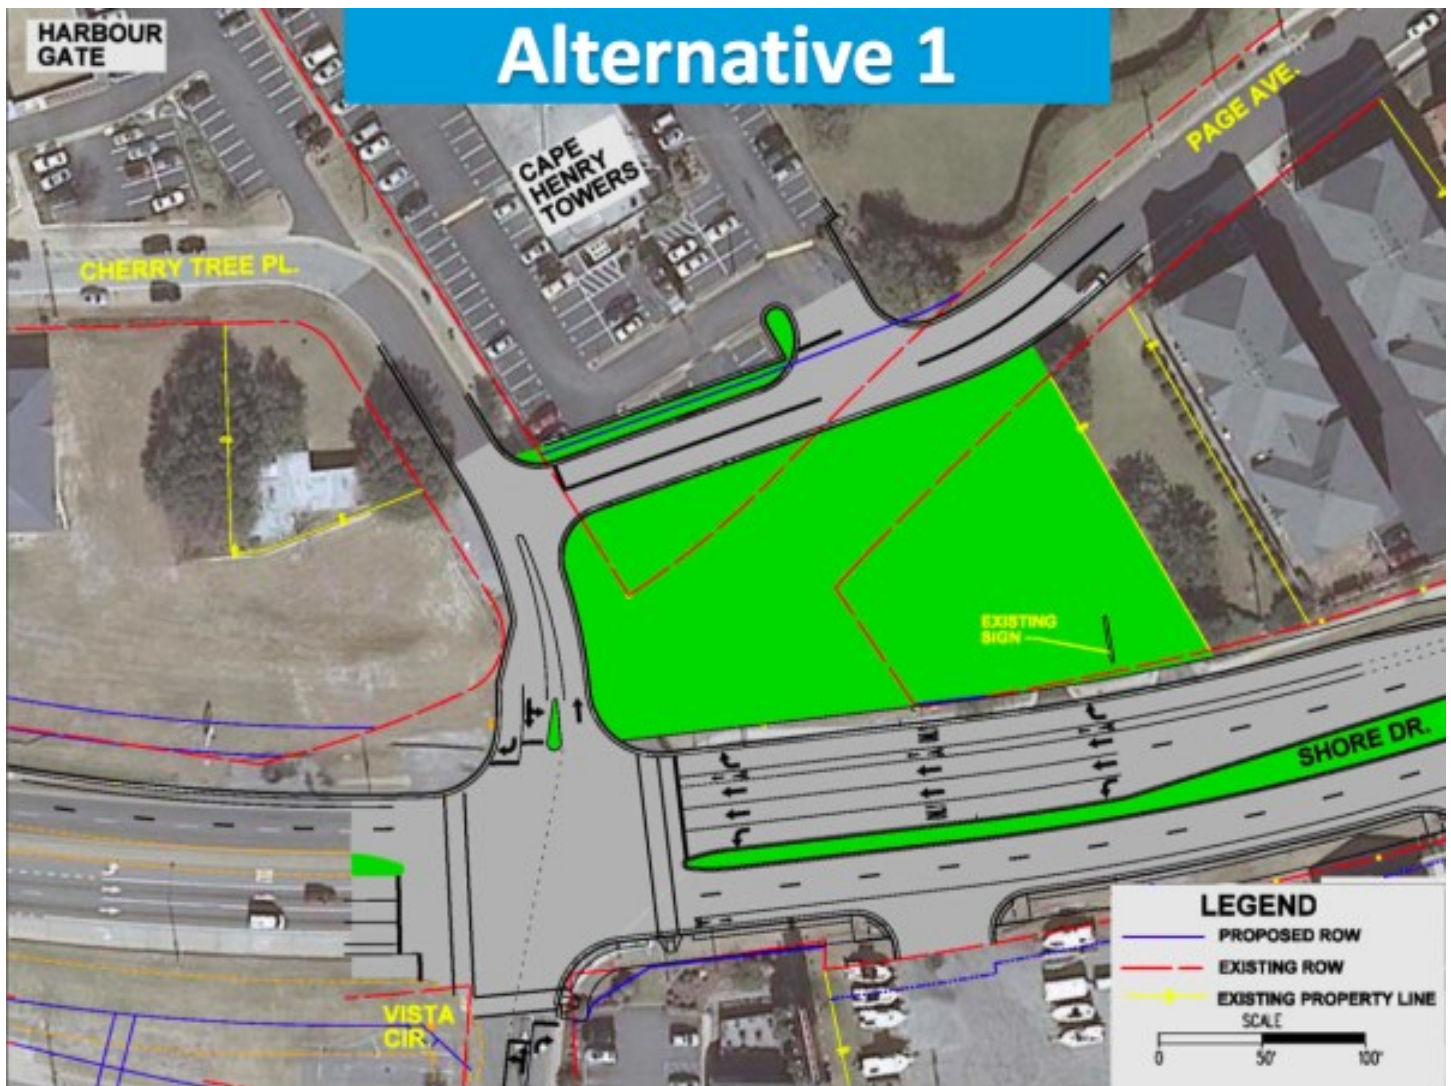 HARBOUR
GATE
Alternative 1
PAGE AVE.
CAPE
HENRY
TOWERS
CHERRY TREE PL.
EXISTING
SIGN
SHORE DR.
VISTA
CIR.
LEGEND
PROPOSED ROW
EXISTING ROW
EXISTING PROPERTY LINE
SCALE
0 50' 100'